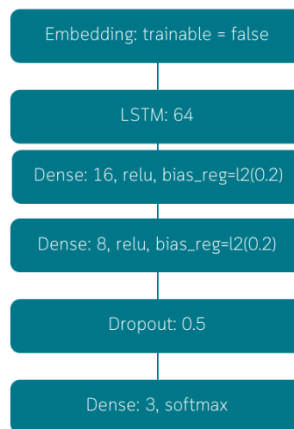 Embedding: trainable = false
LSTM: 64
Dense: 16, relu, bias_reg=l2(0.2)
Dense: 8, relu, bias_reg=l2(0.2)
Dropout: 0.5
Dense: 3, softmax